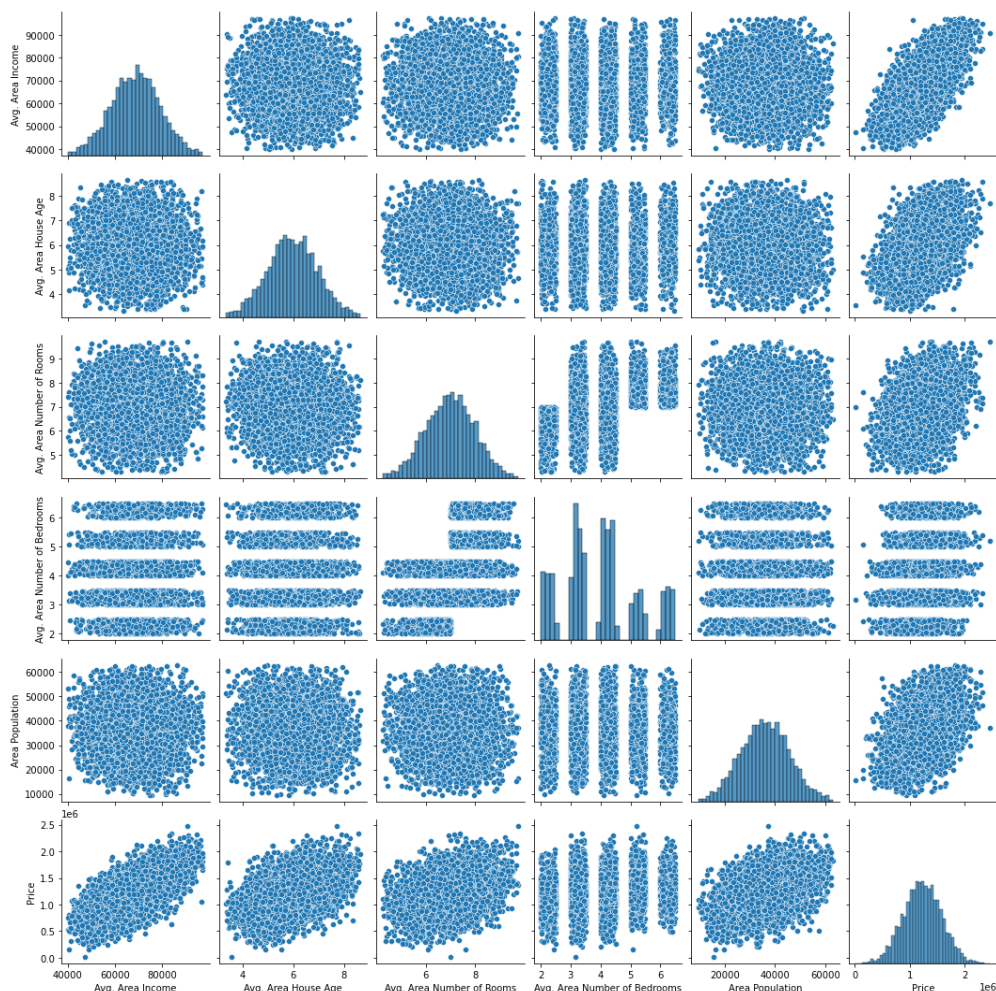 Avg. Area Income
90000
80000
70000
60000
50000
40000
Avg. Area House Age
8
7
6
5
4
Avg. Area Number of Rooms
9
8
7
6
5
Avg. Area Number of Bedrooms
6
5
4
3
2
Area Population
60000
50000
40000
30000
20000
10000
1e6
Price
2.5
2.0
1.5
1.0
0.5
0.0
40000 60000 80000
4 6 8
6 8
2 3 4 5 6
20000 40000 60000
0 1 2
1e6
Avg. Area Income
Avg. Area House Age
Avg. Area Number of Rooms
Avg. Area Number of Bedrooms
Area Population
Price